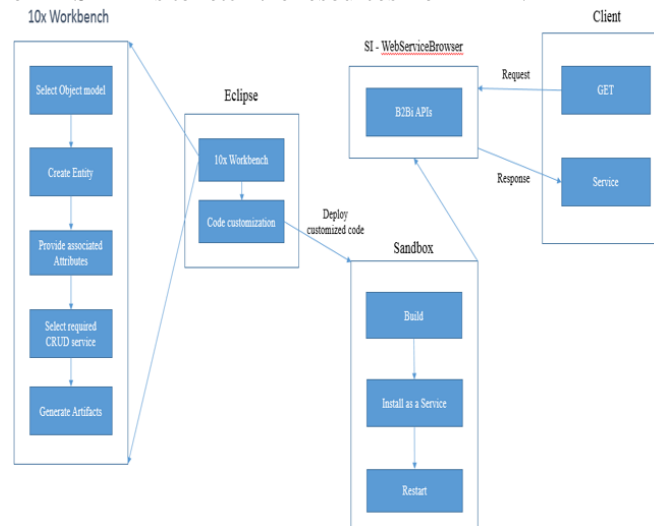 10x Workbench
Select Object model
Create Entity
Provide associated
Attributes
Select required
CRUD service
Generate Artifacts
Eclipse
10x Workbench
Code customization
Deploy
customized code
SI - WebServiceBrowser
B2Bi APIs
Request
Response
Client
GET
Service
Sandbox
Build
Install as a Service
Restart